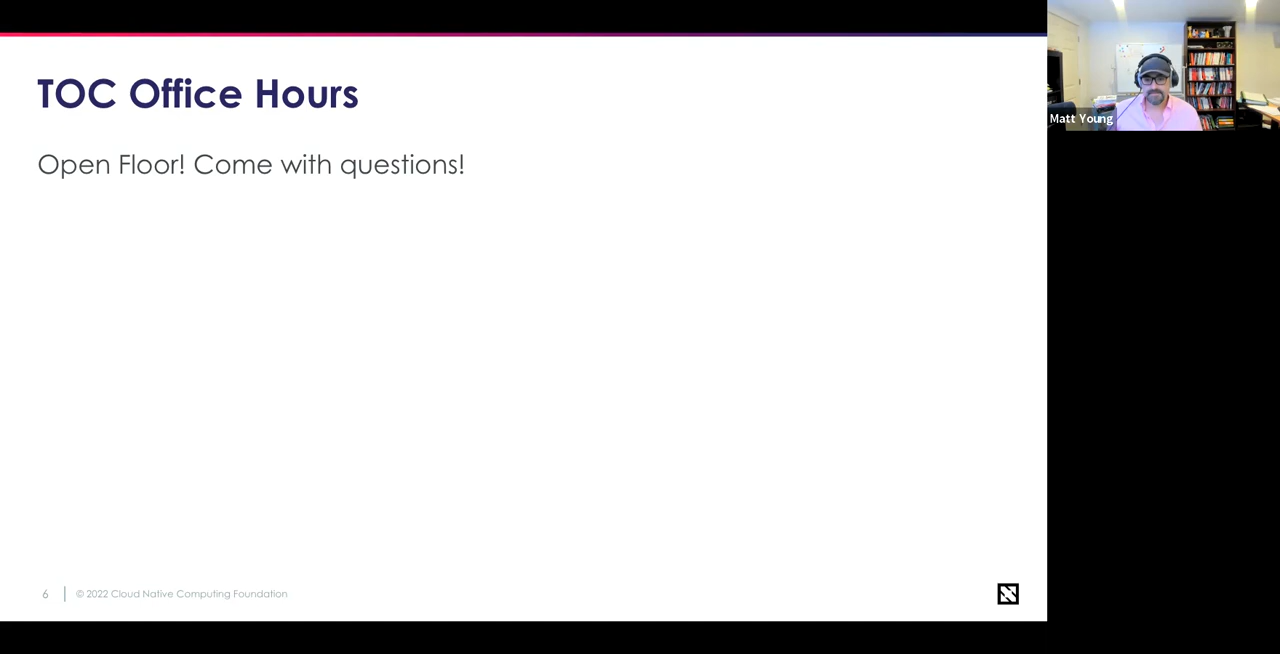 TOC Office Hours
Open Floor! Come with questions!
Matt Young
6
© 2022 Cloud Native Computing Foundation